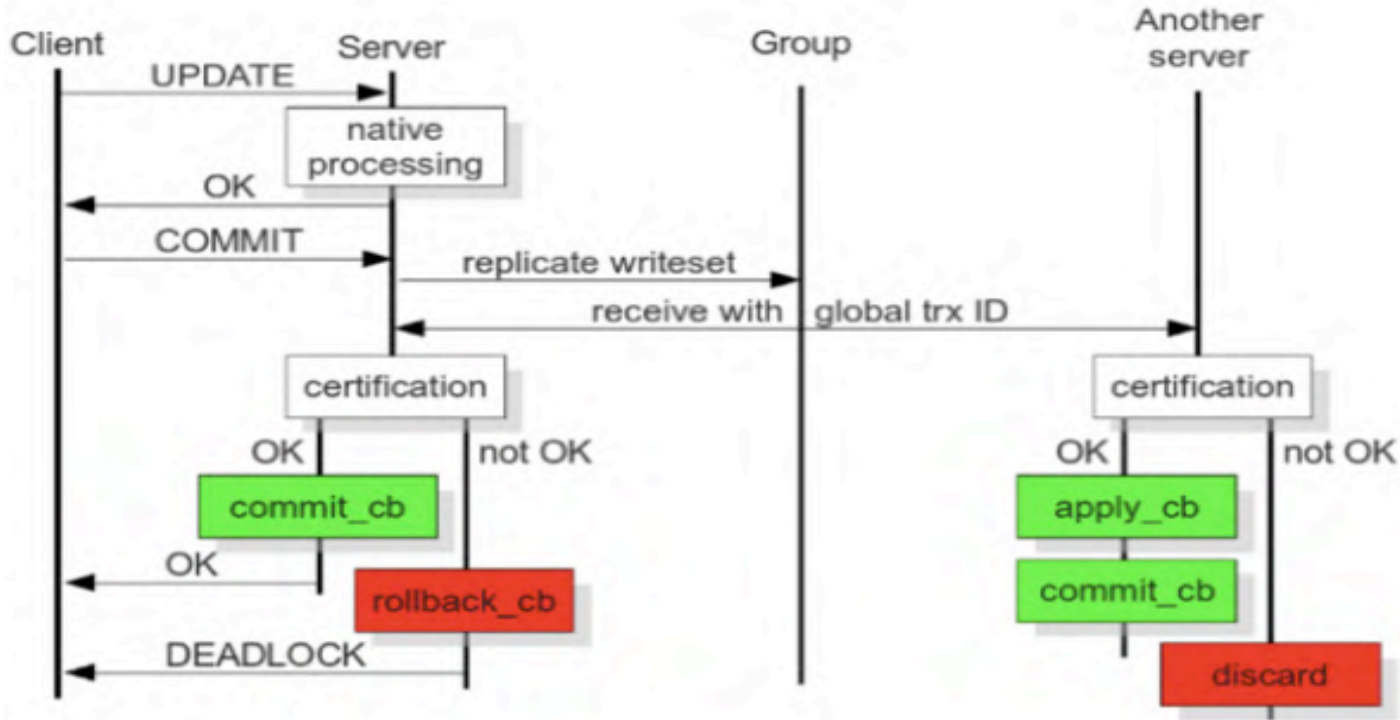 Client
Server
Group
Another
server
UPDATE
native
processing
OK
COMMIT
replicate writeset
receive with global trx ID
certification
certification
OK
not OK
OK
not OK
commit_cb
apply_cb
OK
rollback_cb
commit_cb
DEADLOCK
discard